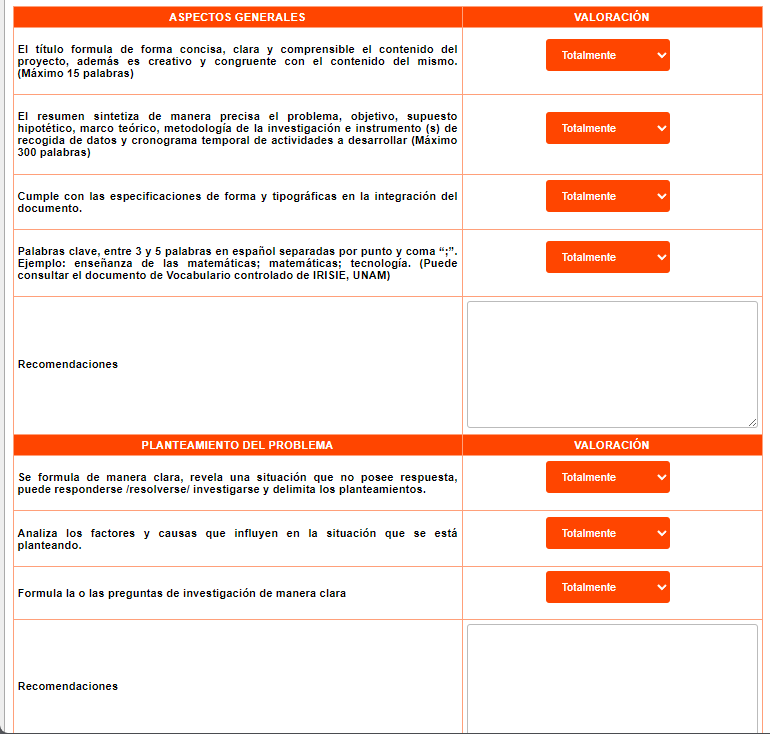 ASPECTOS GENERALES VALORACIÓN
El título formula de forma concisa, clara y comprensible el contenido del
proyecto, además es creativo y congruente con el contenido del mismo.
(Máximo 15 palabras)
Totalmente
El resumen sintetiza de manera precisa el problema, objetivo, supuesto
hipotético, marco teórico, metodología de la investigación e instrumento (s) de
recogida de datos y cronograma temporal de actividades a desarrollar (Máximo
300 palabras)
Totalmente
Cumple con las especificaciones de forma y tipográficas en la integración del
documento.
Totalmente
Palabras clave, entre 3 y 5 palabras en español separadas por punto y coma “;”.
Ejemplo: enseñanza de las matemáticas; matemáticas; tecnología. (Puede
consultar el documento de Vocabulario controlado de IRISIE, UNAM)
Totalmente
Recomendaciones
PLANTEAMIENTO DEL PROBLEMA VALORACIÓN
Se formula de manera clara, revela una situación que no posee respuesta,
puede responderse /resolverse/ investigarse y delimita los planteamientos.
Totalmente
Analiza los factores y causas que influyen en la situación que se está
planteando.
Totalmente
Formula la o las preguntas de investigación de manera clara
Totalmente
Recomendaciones